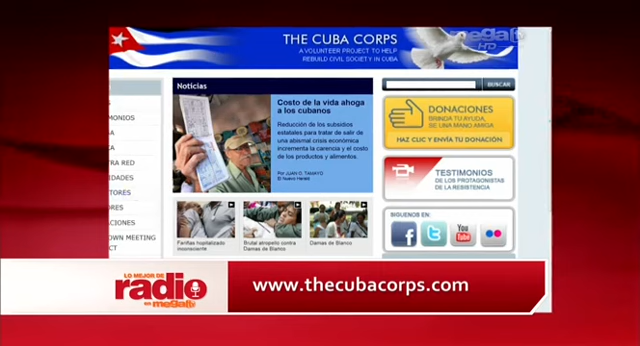 THE CUBA CORPS
A VOLUNTEER PROJECT TO HELP
REBUILD CIVIL SOCIETY IN CUBA
megatv
HD
BUSCAR
Noticias
Costo de la vida ahoga
a los cubanos
Reducción de los subsidios
estatales para tratar de salir de
una abismal crisis económica
incrementa la carencia y el costo
de los productos y alimentos.
Por JUAN O. TAMAYO
El Nuevo Herald
Fariñas hospitalizado
inconsciente
Brutal atropello contra
Damas de Blanco
Damas de Blanco
DONACIONES
BRINDA TU AYUDA,
SE UNA MANO AMIGA
HAZ CLIC Y ENVÍA TU DONACIÓN
TESTIMONIOS
DE LOS PROTAGONISTAS
DE LA RESISTENCIA
SIGUENOS EN:
You
Tube
LO MEJOR DE
radio
en megatv
www.thecubacorps.com